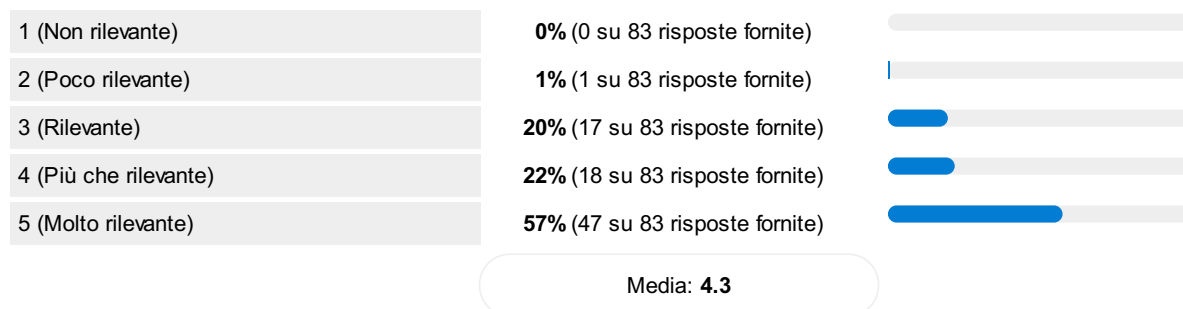 1 (Non rilevante) 0% (0 su 83 risposte fornite)
2 (Poco rilevante) 1% (1 su 83 risposte fornite)
3 (Rilevante) 20% (17 su 83 risposte fornite)
4 (Più che rilevante) 22% (18 su 83 risposte fornite)
5 (Molto rilevante) 57% (47 su 83 risposte fornite)
Media: 4.3